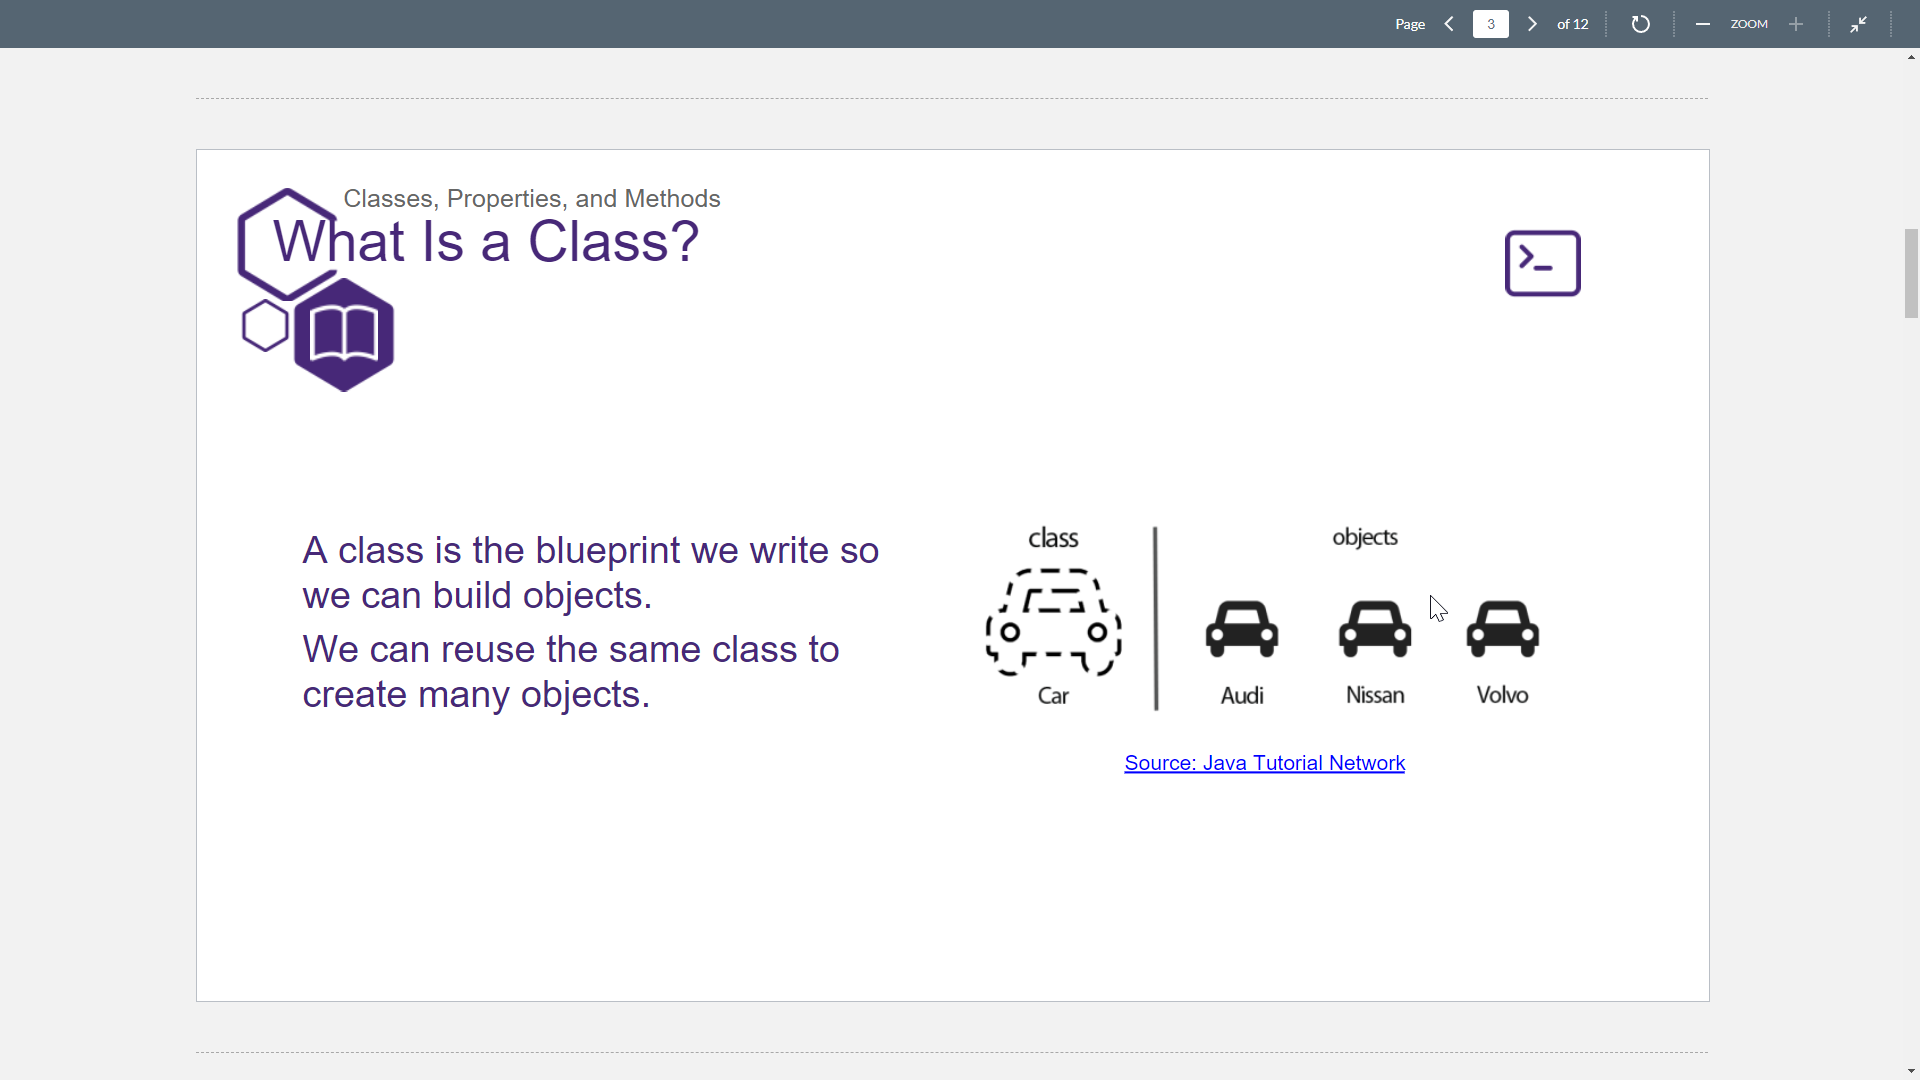 Page 3 of 12 ZOOM
Classes, Properties, and Methods
What Is a Class?
A class is the blueprint we write so
we can build objects.
We can reuse the same class to
create many objects.
class objects
Car Audi Nissan Volvo
Source: Java Tutorial Network